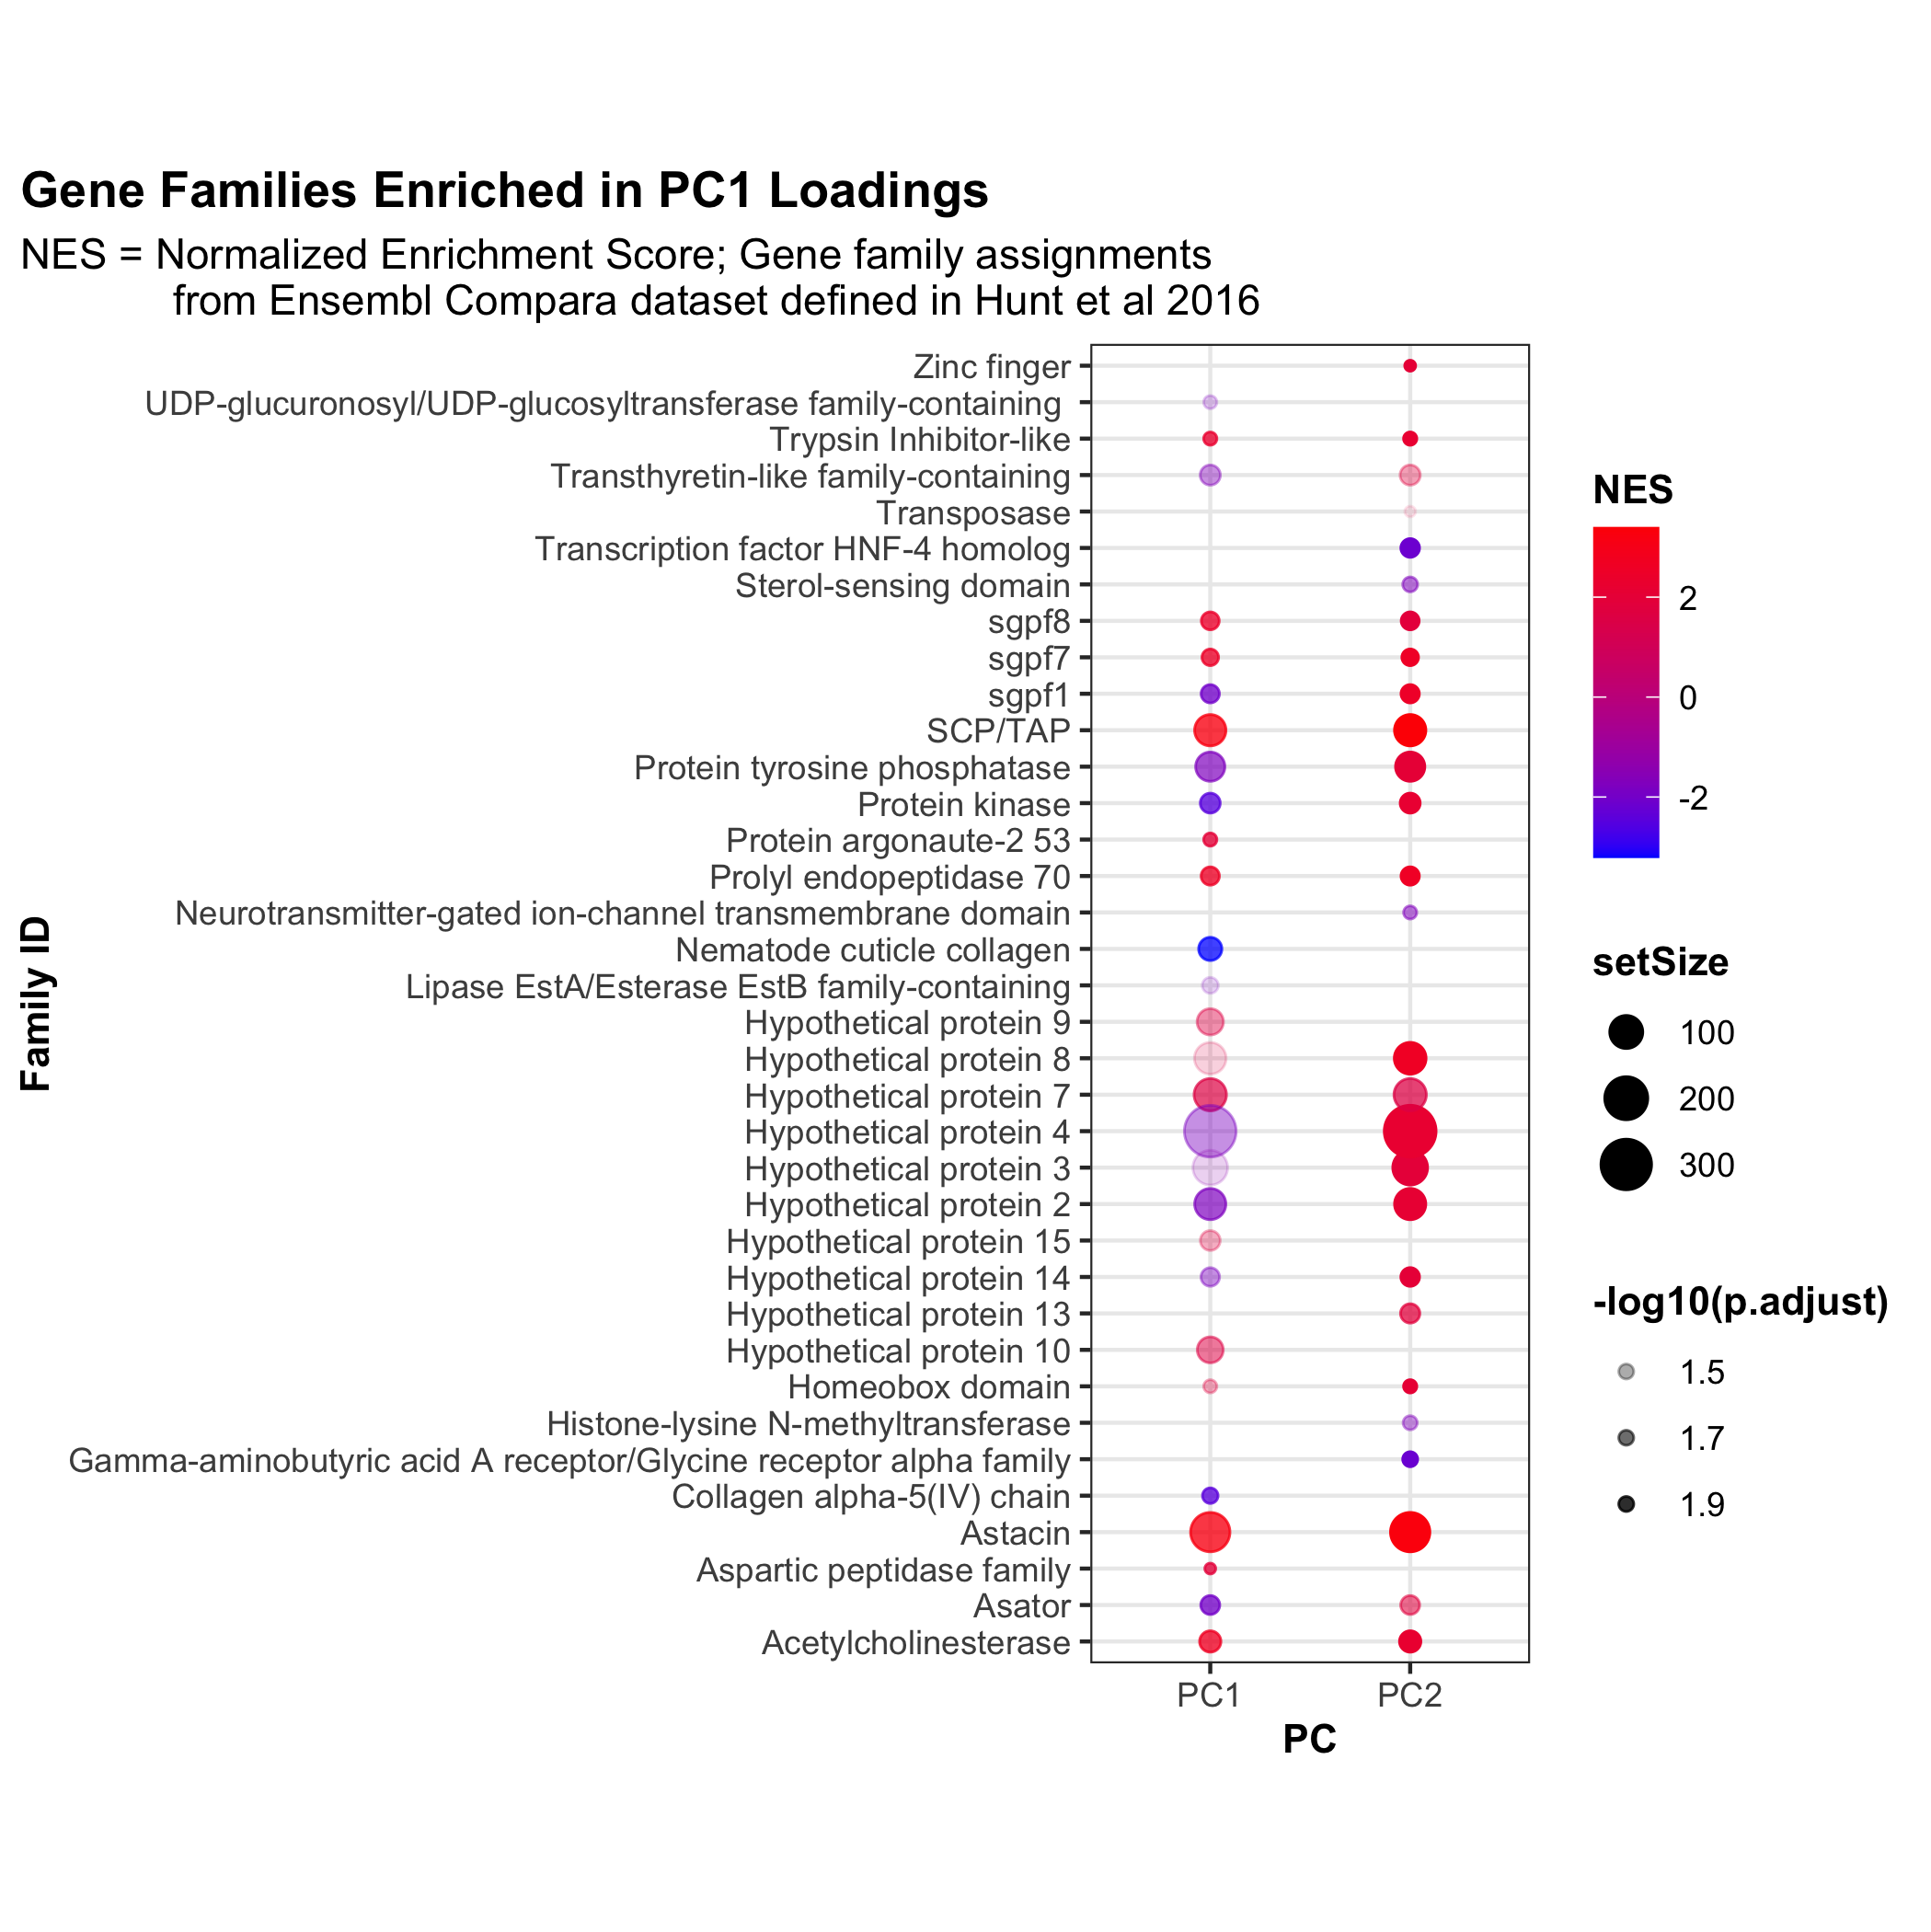 Gene Families Enriched in PC1 Loadings
NES = Normalized Enrichment Score; Gene family assignments
from Ensembl Compara dataset defined in Hunt et al 2016
Family ID
Zinc finger
UDP-glucuronosyl/UDP-glucosyltransferase family-containing
Trypsin Inhibitor-like
Transthyretin-like family-containing
Transposase
Transcription factor HNF-4 homolog
Sterol-sensing domain
sgpf8
sgpf7
sgpf1
SCP/TAP
Protein tyrosine phosphatase
Protein kinase
Protein argonaute-2 53
Prolyl endopeptidase 70
Neurotransmitter-gated ion-channel transmembrane domain
Nematode cuticle collagen
Lipase EstA/Esterase EstB family-containing
Hypothetical protein 9
Hypothetical protein 8
Hypothetical protein 7
Hypothetical protein 4
Hypothetical protein 3
Hypothetical protein 2
Hypothetical protein 15
Hypothetical protein 14
Hypothetical protein 13
Hypothetical protein 10
Homeobox domain
Histone-lysine N-methyltransferase
Gamma-aminobutyric acid A receptor/Glycine receptor alpha family
Collagen alpha-5(IV) chain
Astacin
Aspartic peptidase family
Asator
Acetylcholinesterase
PC1 PC2
PC
NES
2
0
-2
setSize
100
200
300
-log10(p.adjust)
1.5
1.7
1.9